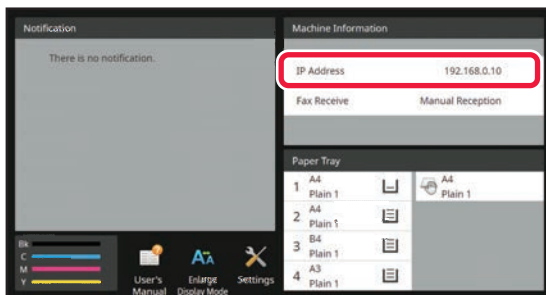 Notification
There is no notification.
Machine Information
IP Address 192.168.0.10
Fax Receive Manual Reception
Paper Tray
1 A4
Plain 1
2 A4
Plain 1
3 B4
Plain 1
4 A3
Plain 1
A4
Plain 1
Bk
C
M
Y
User's
Manual
Enlarge
Display Mode
Settings